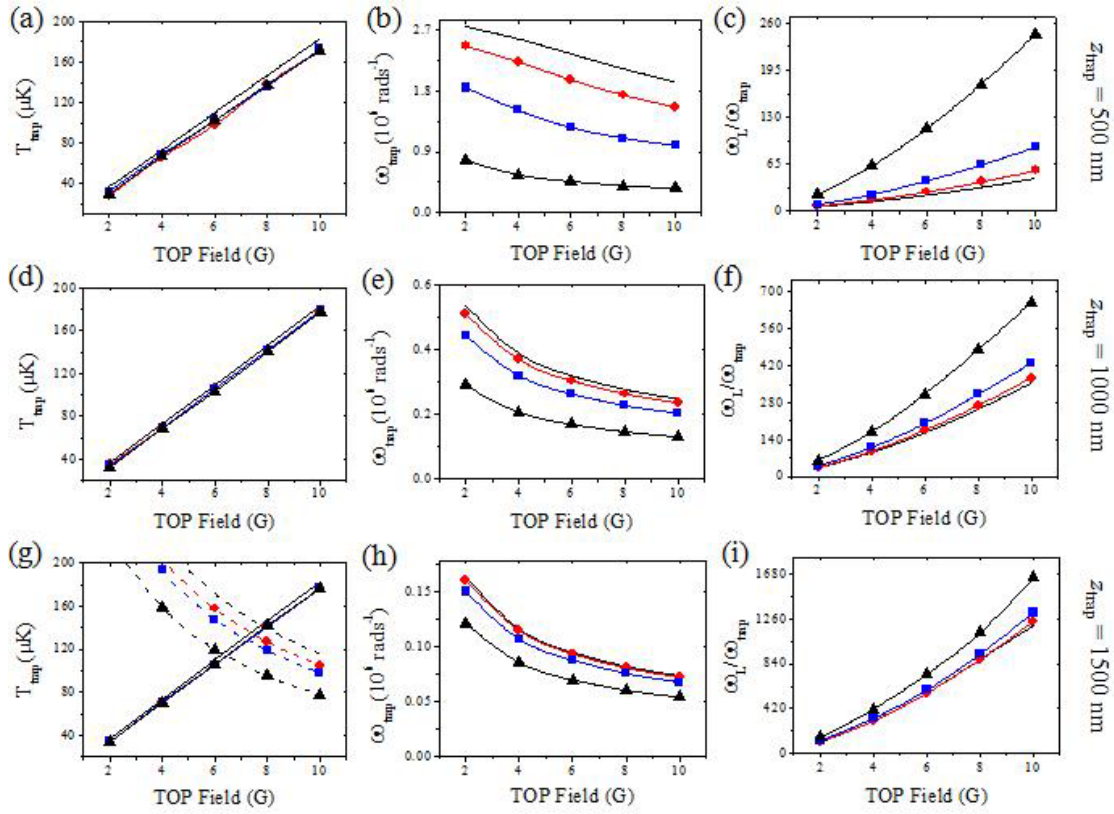 (a)
200
160
120
80
40
T_trap (μK)
2 4 6 8 10
TOP Field (G)
(b)
2.7
1.8
0.9
0.0
ω_trap (10⁶ rads⁻¹)
2 4 6 8 10
TOP Field (G)
(c)
260
195
130
65
0
ω_L/ω_trap
2 4 6 8 10
TOP Field (G)
z_trap = 500 nm
(d)
200
160
120
80
40
T_trap (μK)
2 4 6 8 10
TOP Field (G)
(e)
0.6
0.4
0.2
0.0
ω_trap (10⁶ rads⁻¹)
2 4 6 8 10
TOP Field (G)
(f)
700
560
420
280
140
0
ω_L/ω_trap
2 4 6 8 10
TOP Field (G)
z_trap = 1000 nm
(g)
200
160
120
80
40
T_trap (μK)
2 4 6 8 10
TOP Field (G)
(h)
0.15
0.10
0.05
0.00
ω_trap (10⁶ rads⁻¹)
2 4 6 8 10
TOP Field (G)
(i)
1680
1260
840
420
0
ω_L/ω_trap
2 4 6 8 10
TOP Field (G)
z_trap = 1500 nm